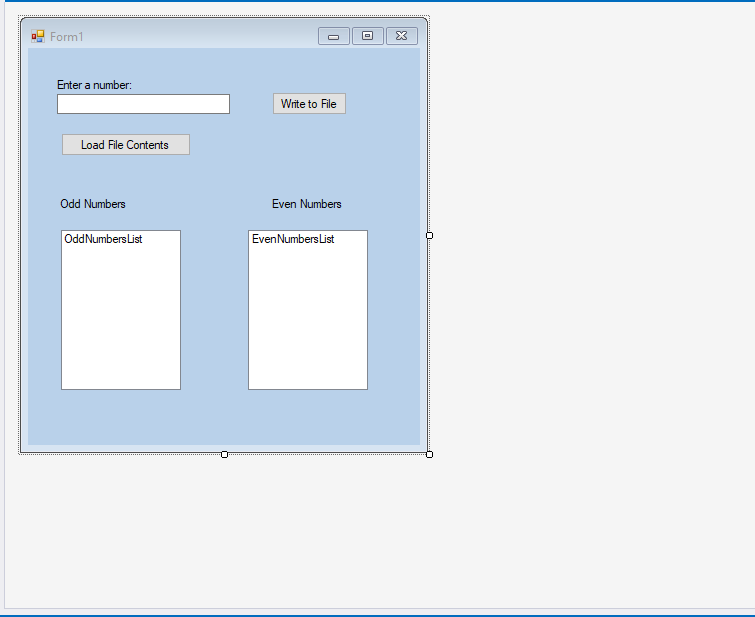 Form1
Enter a number:
Write to File
Load File Contents
Odd Numbers
Even Numbers
OddNumbersList
EvenNumbersList